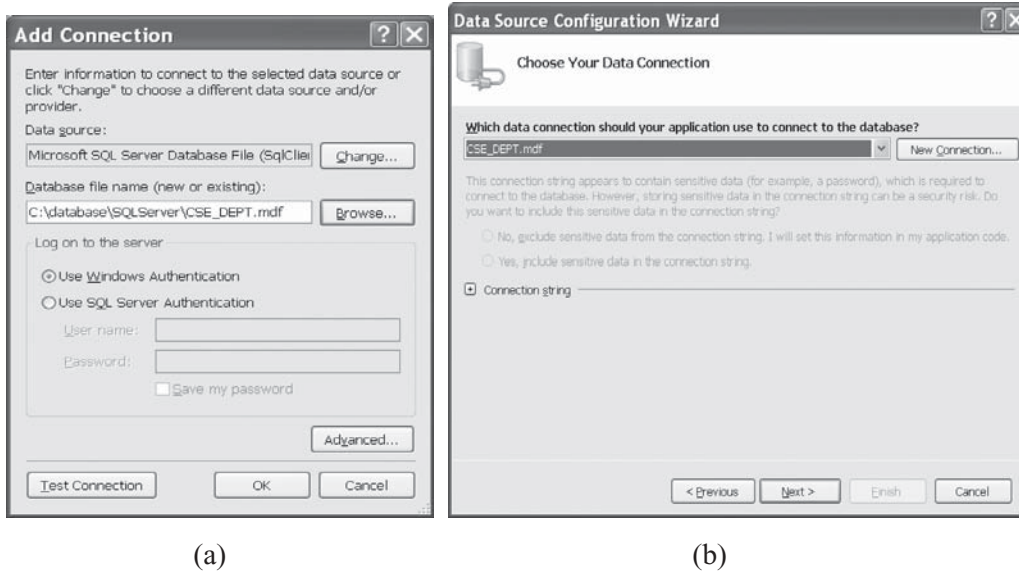 Add Connection
Enter information to connect to the selected data source or
click "Change" to choose a different data source and/or
provider.
Data source:
Microsoft SQL Server Database File (SqlClie
Change...
Database file name (new or existing):
C:\database\SQLServer\CSE_DEPT.mdf
Browse...
Log on to the server
Use Windows Authentication
Use SQL Server Authentication
User name:
Password:
Save my password
Advanced...
Test Connection
OK
Cancel
(a)
Data Source Configuration Wizard
Choose Your Data Connection
Which data connection should your application use to connect to the database?
CSE_DEPT.mdf
New Connection...
This connection string appears to contain sensitive data (for example, a password), which is required to
connect to the database. However, storing sensitive data in the connection string can be a security risk. Do
you want to include this sensitive data in the connection string?
No, exclude sensitive data from the connection string. I will set this information in my application code.
Yes, include sensitive data in the connection string.
Connection string
< Previous
Next >
Finish
Cancel
(b)